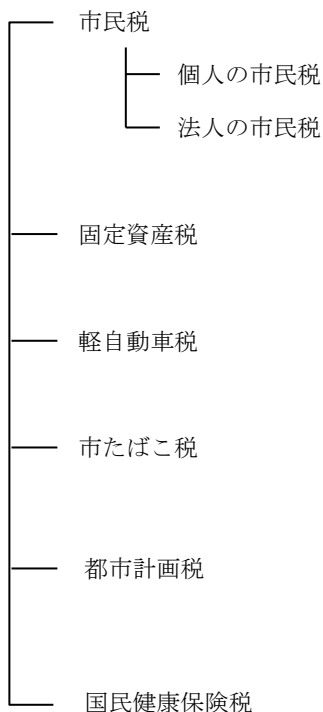 市民税
個人の市民税
法人の市民税
固定資産税
軽自動車税
市たばこ税
都市計画税
国民健康保険税